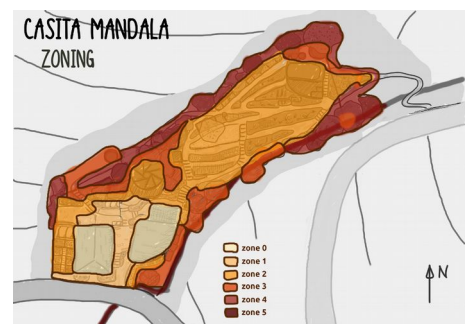 CASITA MANDALA
ZONING
zone 0
zone 1
zone 2
zone 3
zone 4
zone 5
N